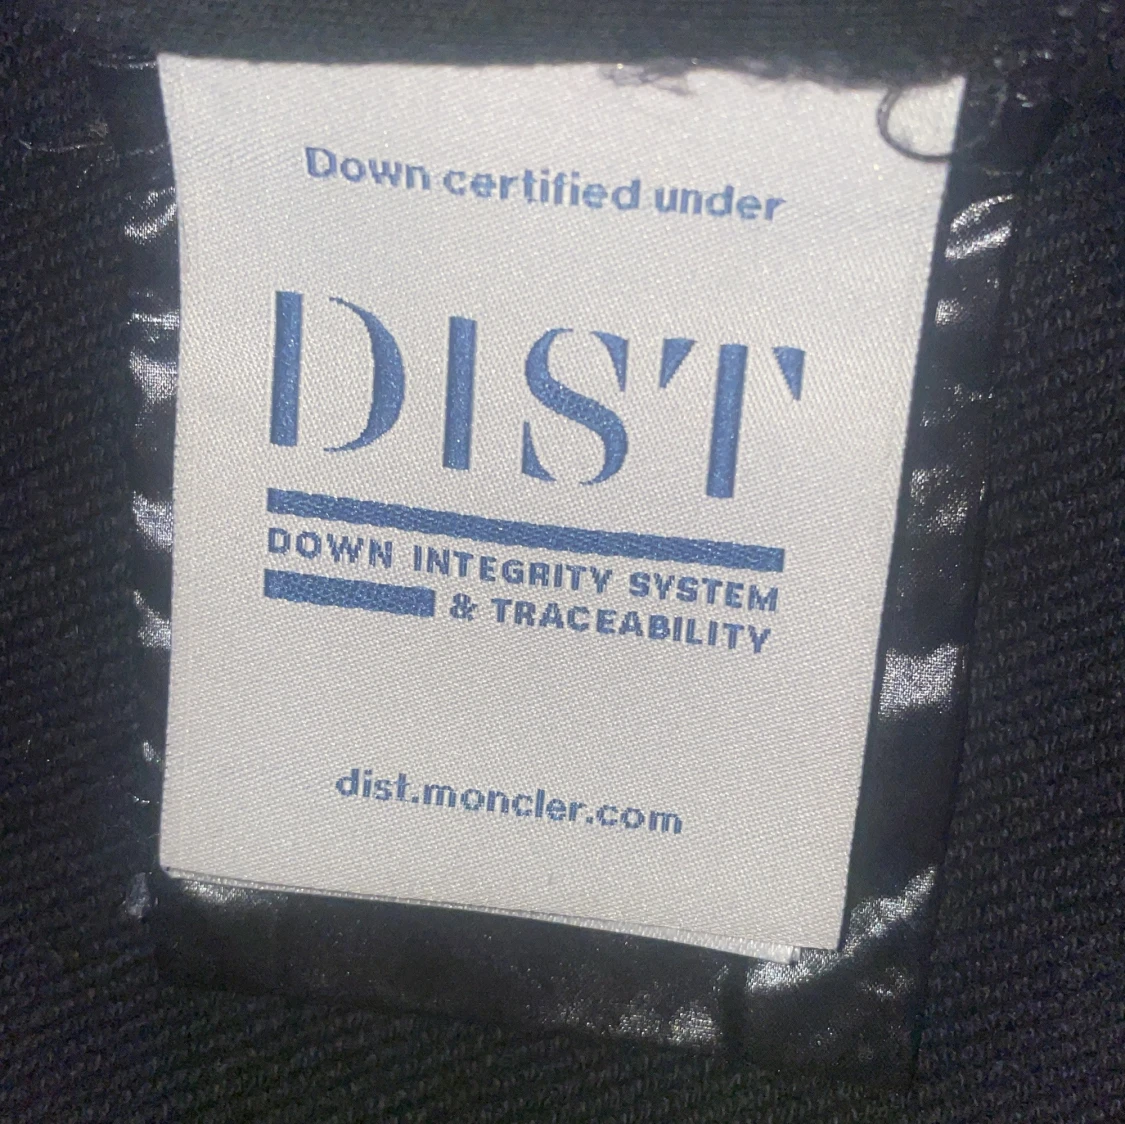 Down certified under
DIST
DOWN INTEGRITY SYSTEM
& TRACEABILITY
dist.moncler.com